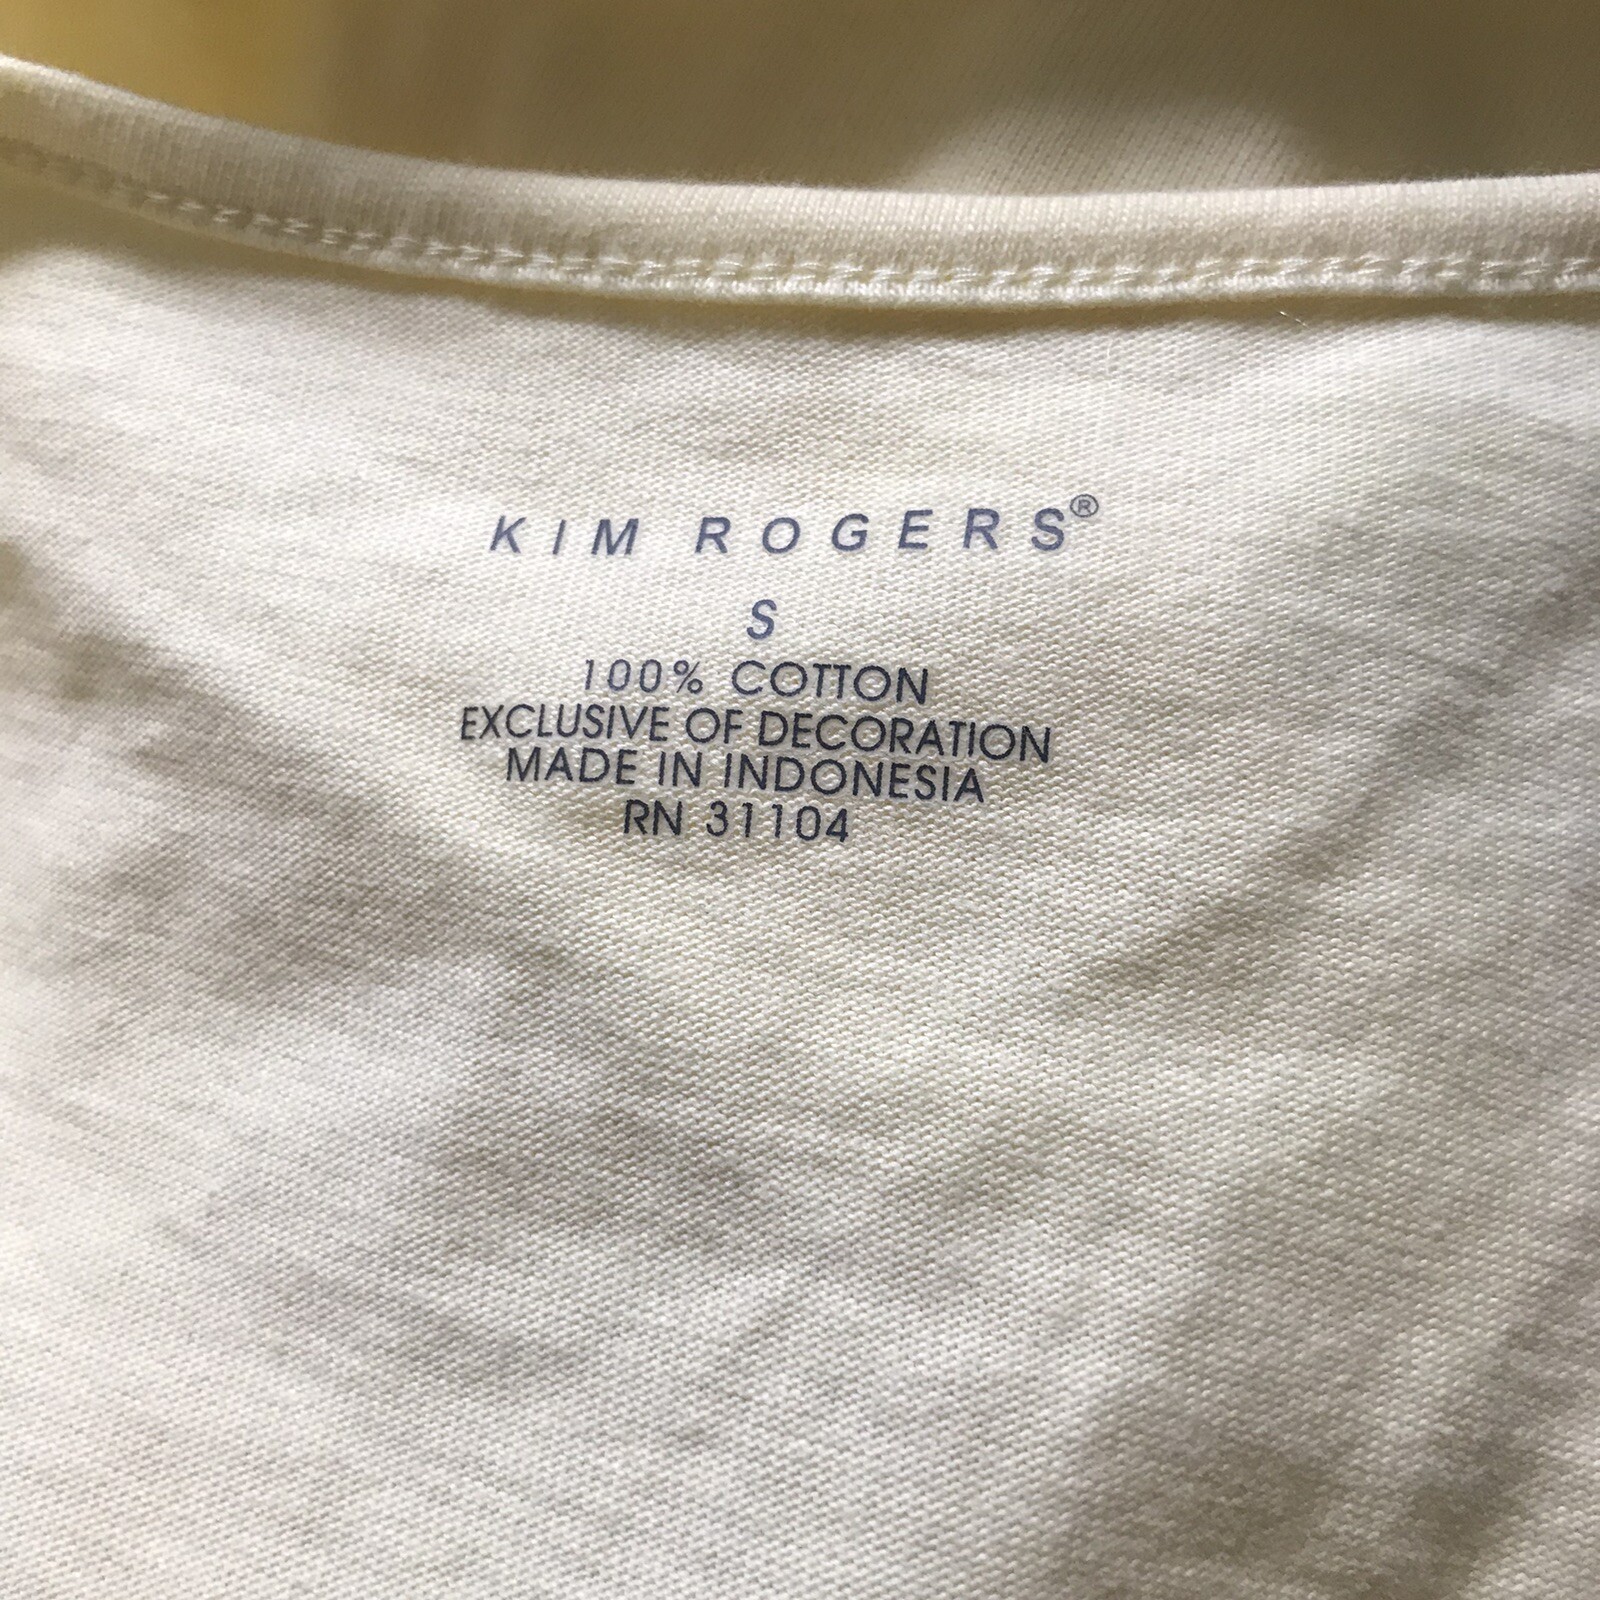 KIM ROGERS®
S
100% COTTON
EXCLUSIVE OF DECORATION
MADE IN INDONESIA
RN 31104